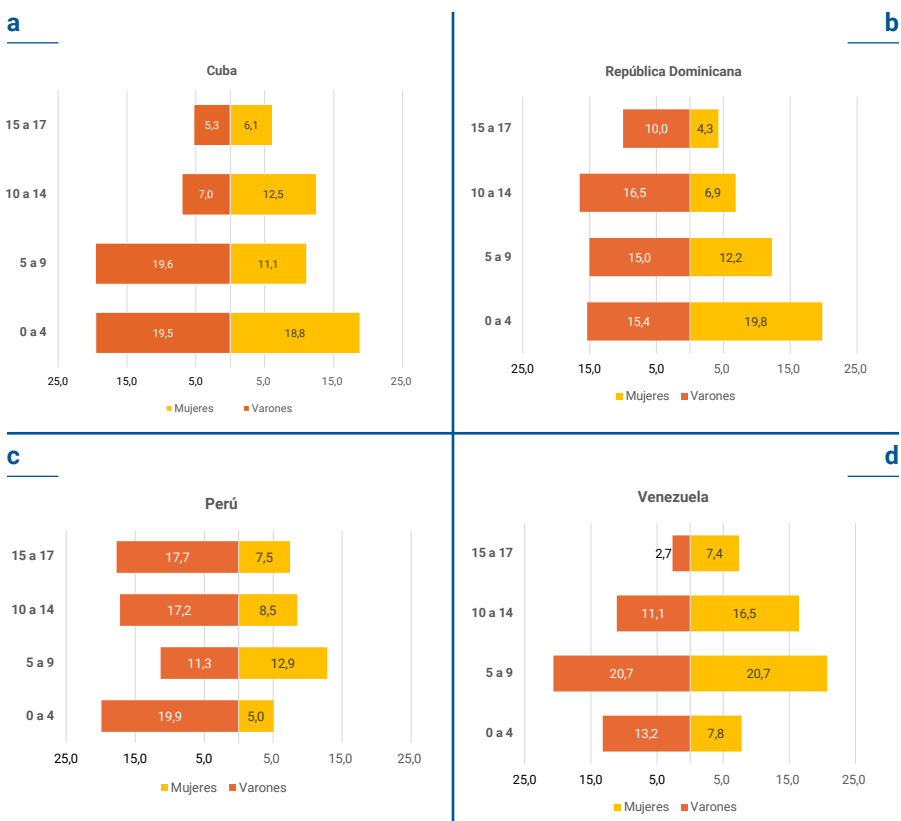 a
b
Cuba
15 a 17
5,3
6,1
10 a 14
7,0
12,5
5 a 9
19,6
11,1
0 a 4
19,5
18,8
25,0 15,0 5,0 5,0 15,0 25,0
Mujeres Varones
República Dominicana
15 a 17
10,0
4,3
10 a 14
16,5
6,9
5 a 9
15,0
12,2
0 a 4
15,4
19,8
25,0 15,0 5,0 5,0 15,0 25,0
Mujeres Varones
c
d
Perú
15 a 17
17,7
7,5
10 a 14
17,2
8,5
5 a 9
11,3
12,9
0 a 4
19,9
5,0
25,0 15,0 5,0 5,0 15,0 25,0
Mujeres Varones
Venezuela
15 a 17
2,7
7,4
10 a 14
11,1
16,5
5 a 9
20,7
20,7
0 a 4
13,2
7,8
25,0 15,0 5,0 5,0 15,0 25,0
Mujeres Varones